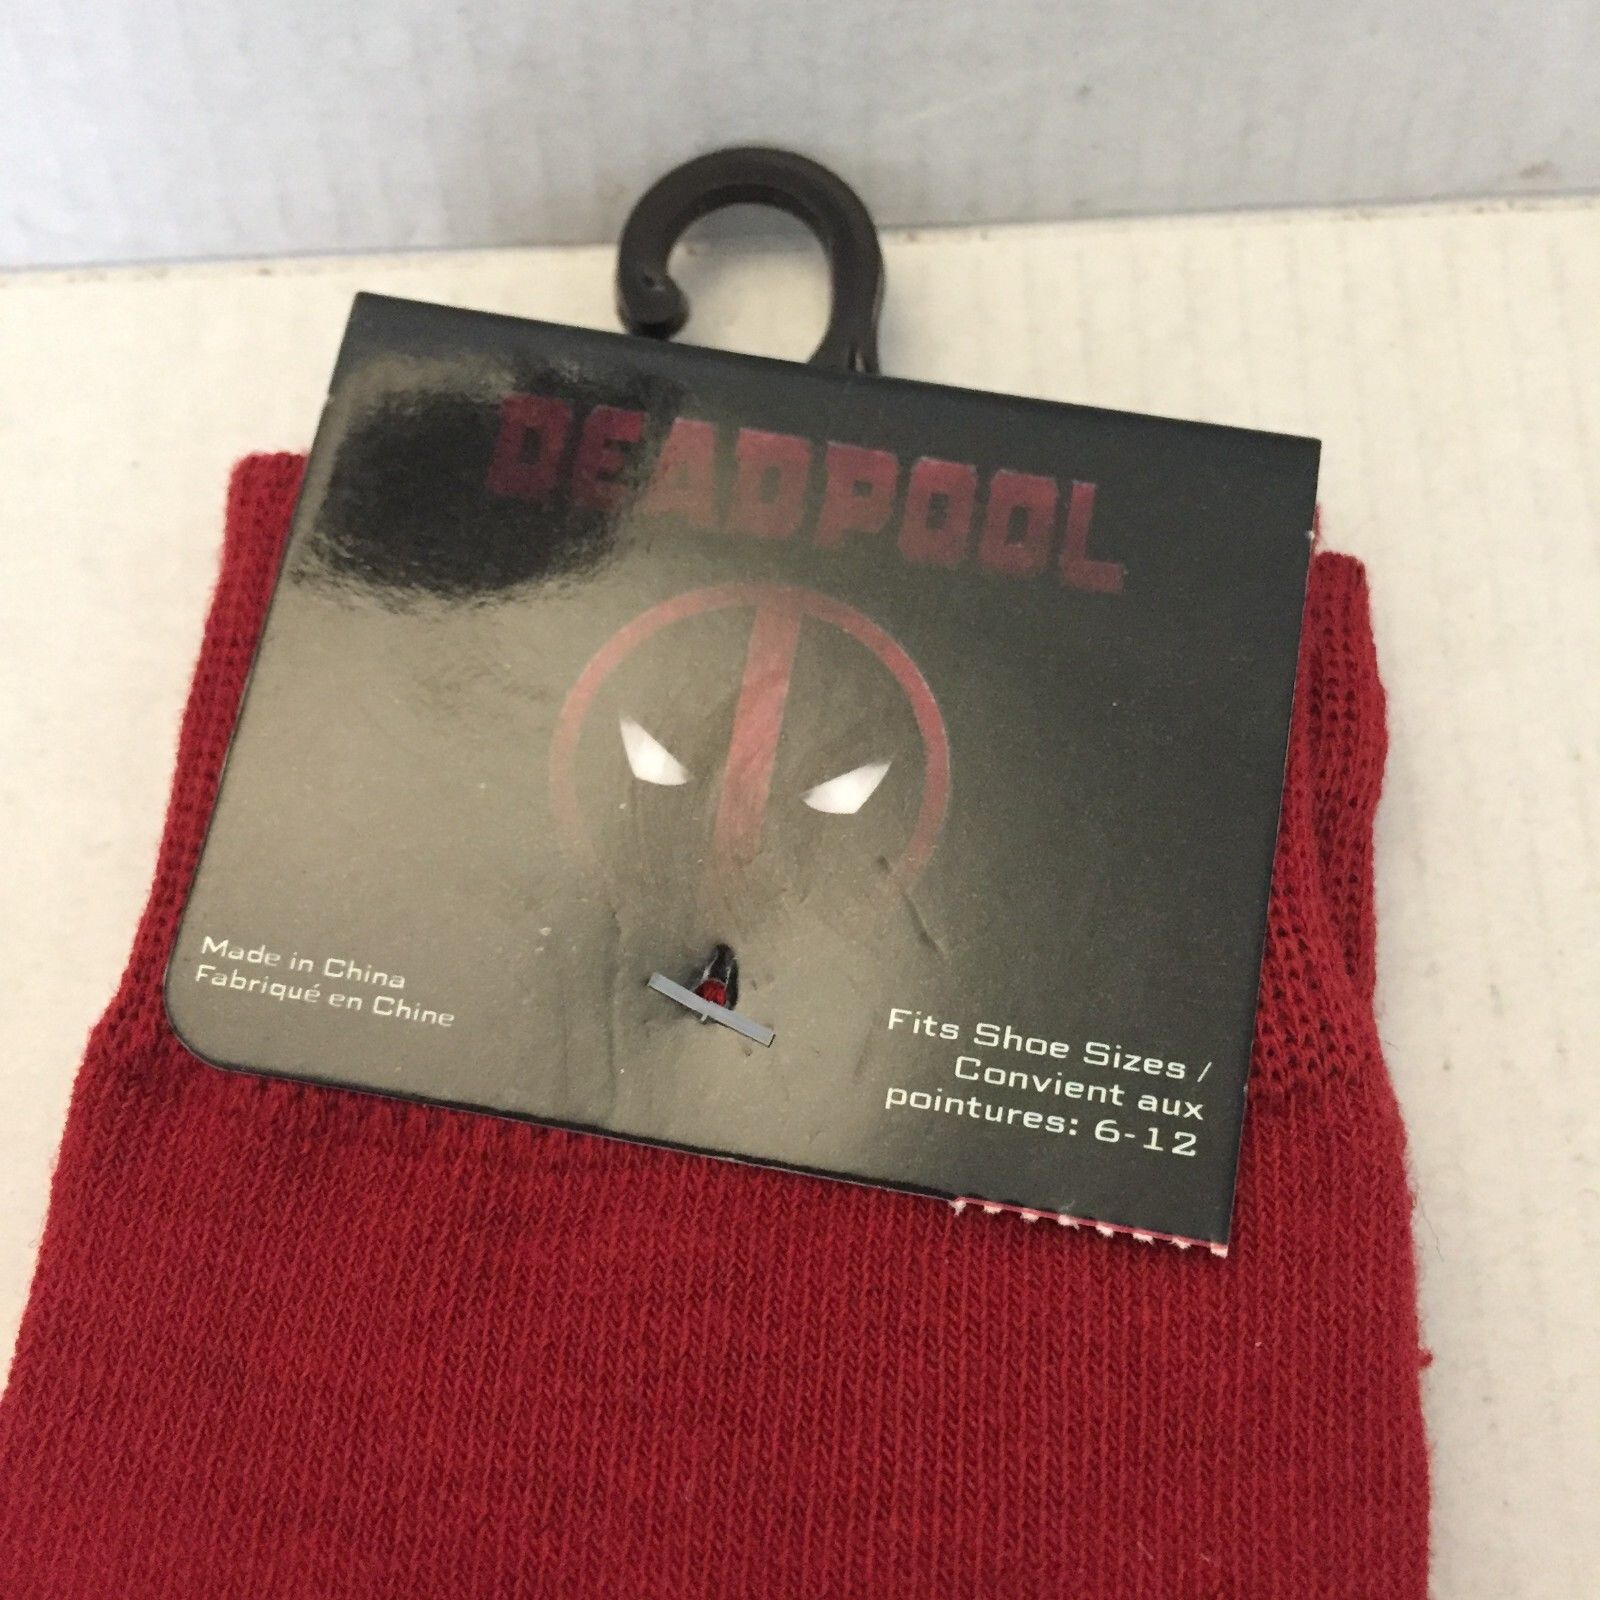 DEADPOOL
Made in China
Fabriqué en Chine
Fits Shoe Sizes /
Convient aux
pointures: 6-12